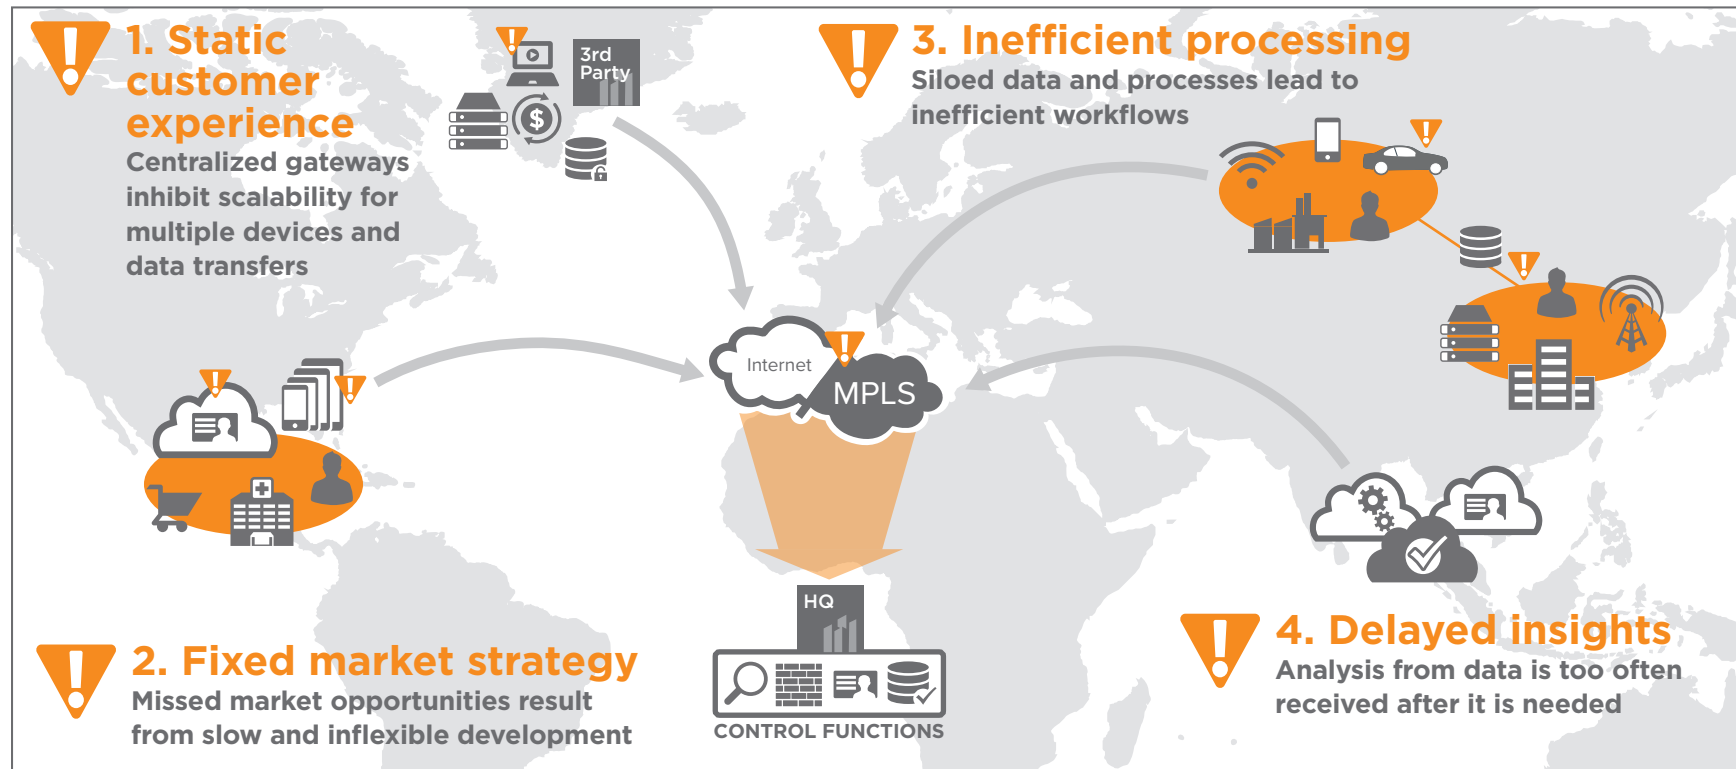 1. Static
customer
experience
Centralized gateways
inhibit scalability for
multiple devices and
data transfers
3rd
Party
$
3. Inefficient processing
Siloed data and processes lead to
inefficient workflows
Internet
MPLS
HQ
CONTROL FUNCTIONS
2. Fixed market strategy
Missed market opportunities result
from slow and inflexible development
4. Delayed insights
Analysis from data is too often
received after it is needed